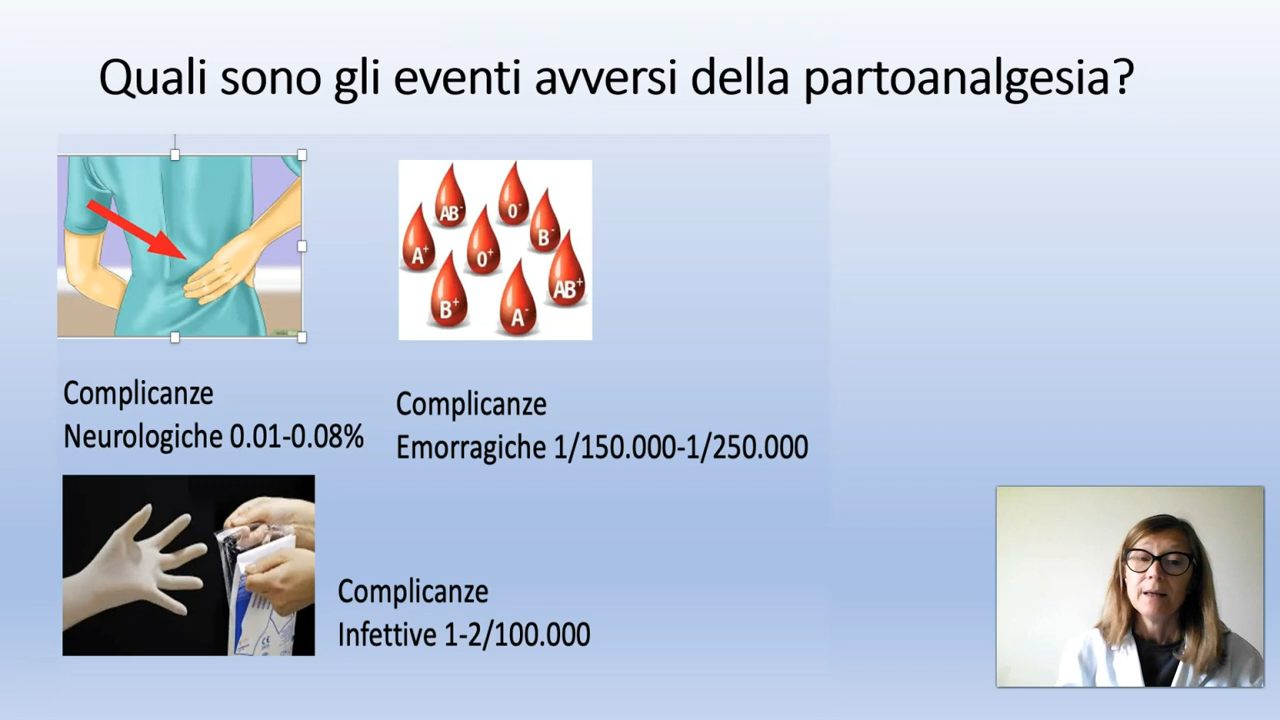 Quali sono gli eventi avversi della partoanalgesia?
AB-
O-
A+
O+
B-
AB+
B+
A-
Complicanze
Neurologiche 0.01-0.08%
Complicanze
Emorragiche 1/150.000-1/250.000
Complicanze
Infettive 1-2/100.000